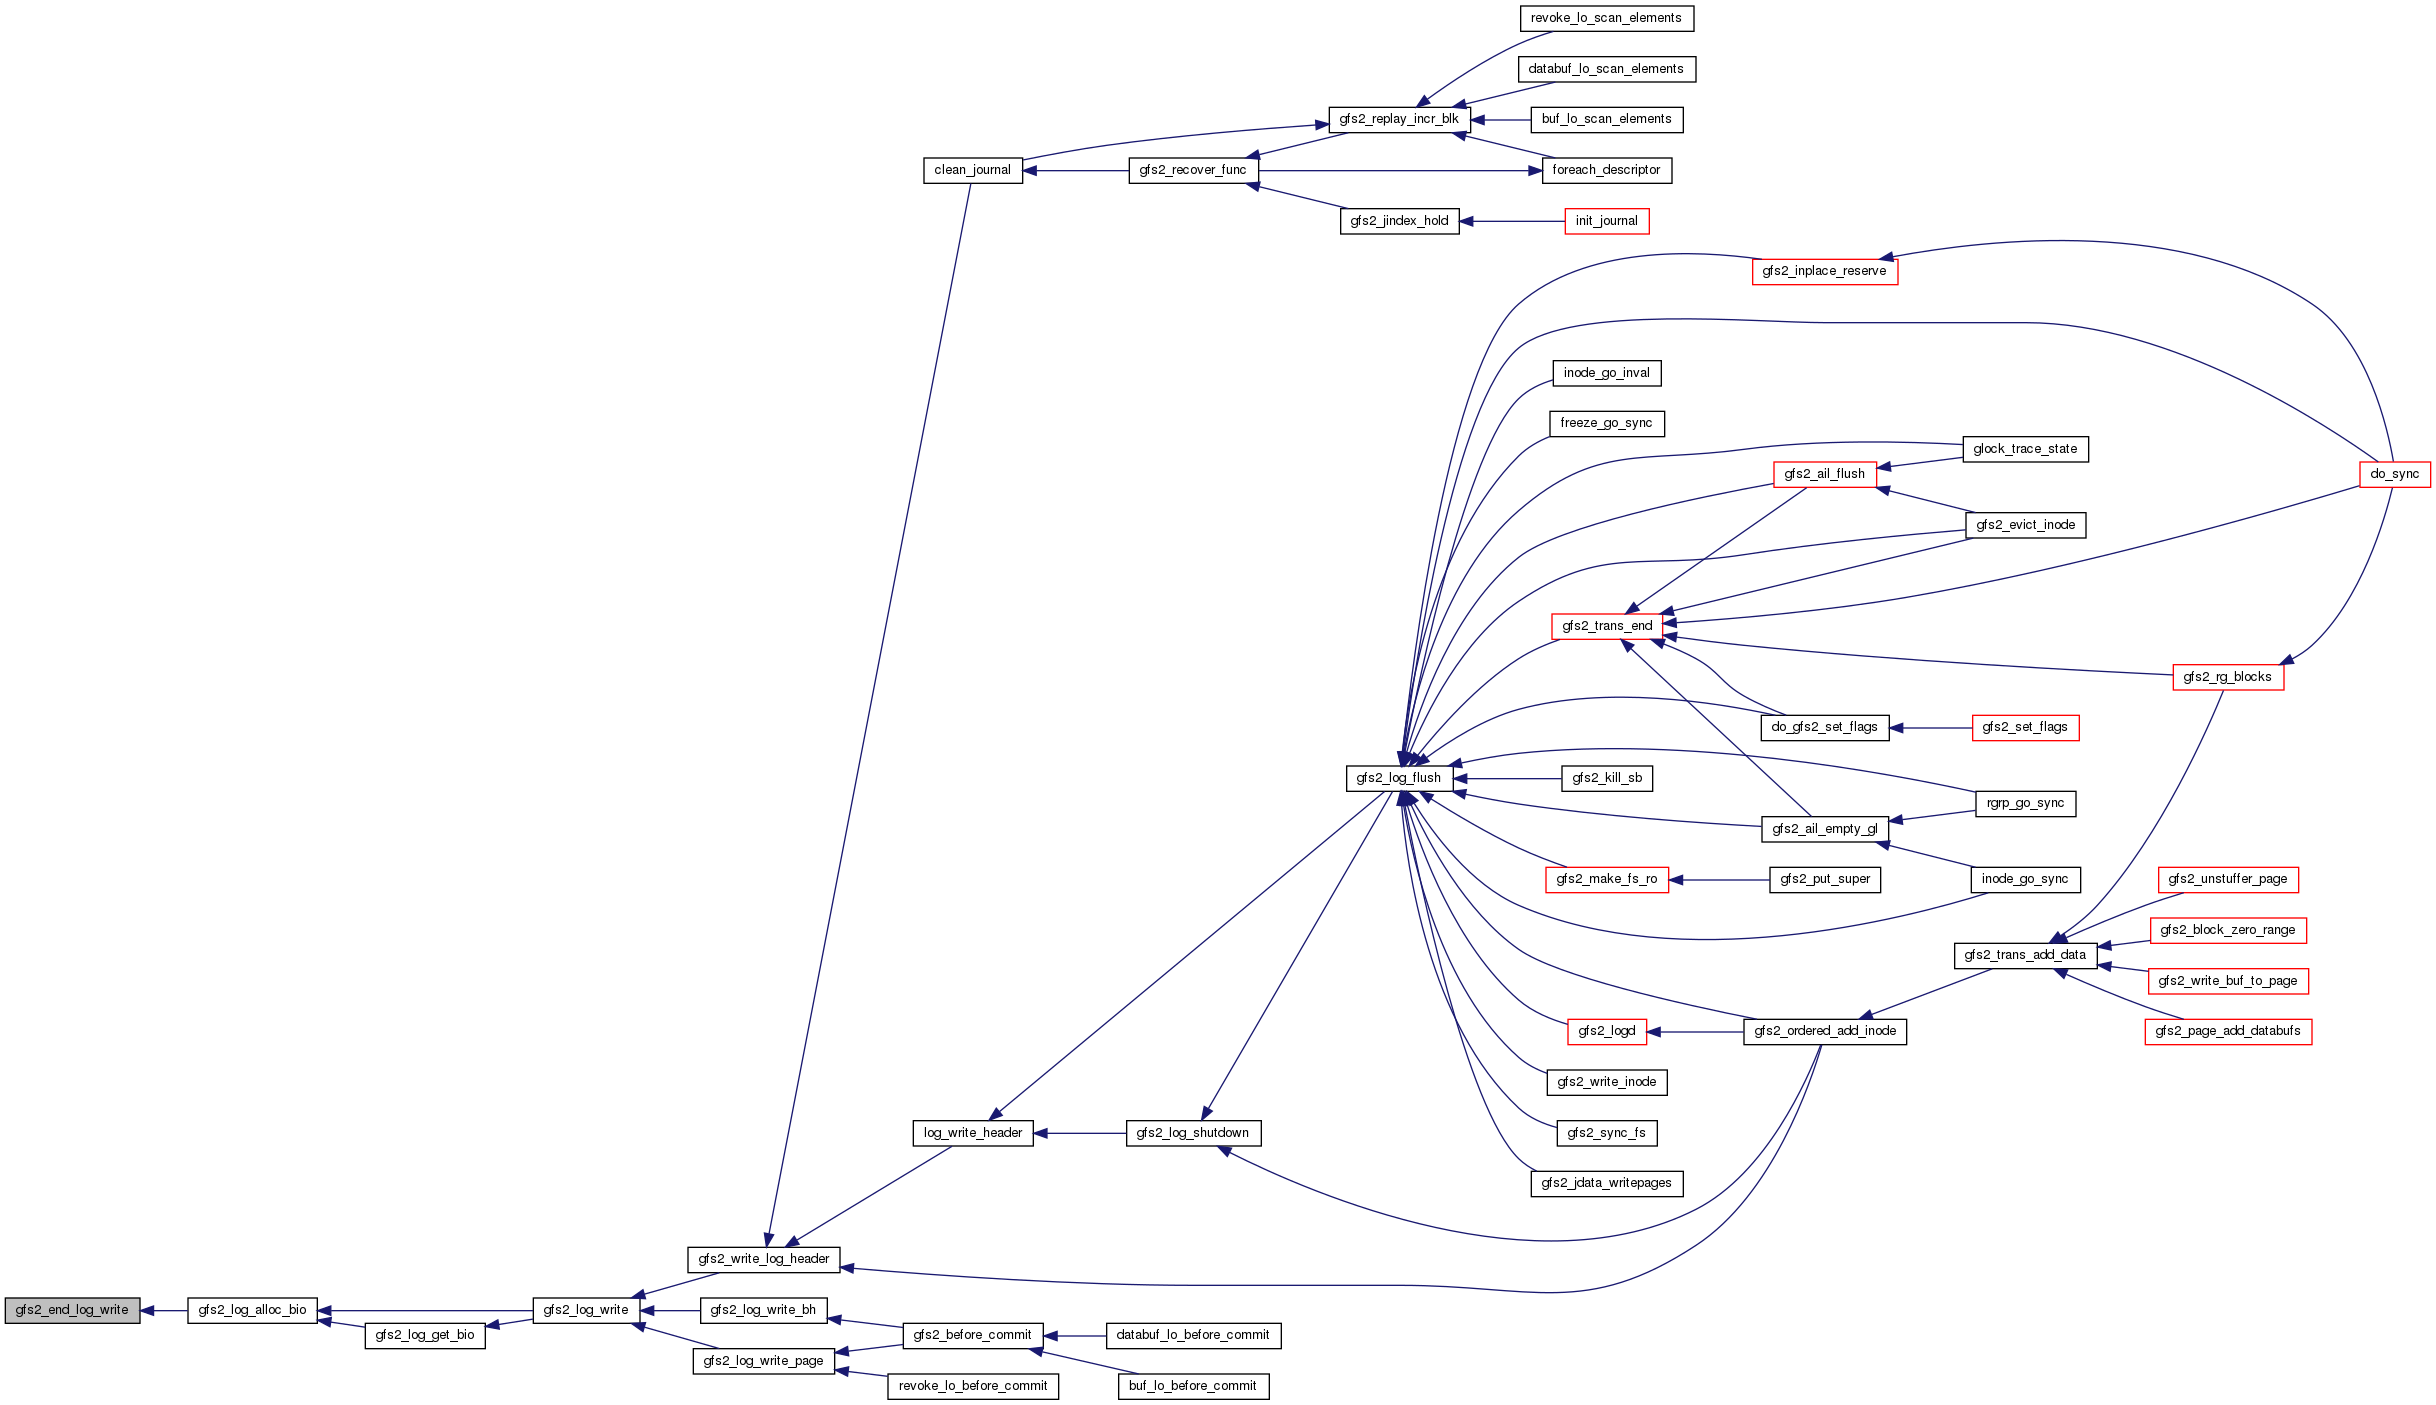 revoke_lo_scan_elements
databuf_lo_scan_elements
gfs2_replay_incr_blk
buf_lo_scan_elements
clean_journal
gfs2_recover_func
foreach_descriptor
gfs2_jindex_hold
init_journal
gfs2_inplace_reserve
inode_go_inval
freeze_go_sync
glock_trace_state
gfs2_ail_flush
do_sync
gfs2_evict_inode
gfs2_trans_end
gfs2_rg_blocks
do_gfs2_set_flags
gfs2_set_flags
gfs2_log_flush
gfs2_kill_sb
rgrp_go_sync
gfs2_ail_empty_gl
gfs2_make_fs_ro
gfs2_put_super
inode_go_sync
gfs2_unstuffer_page
gfs2_block_zero_range
gfs2_trans_add_data
gfs2_write_buf_to_page
gfs2_logd
gfs2_ordered_add_inode
gfs2_page_add_databufs
gfs2_write_inode
log_write_header
gfs2_log_shutdown
gfs2_sync_fs
gfs2_jdata_writepages
gfs2_write_log_header
gfs2_end_log_write
gfs2_log_alloc_bio
gfs2_log_write
gfs2_log_write_bh
gfs2_log_get_bio
gfs2_before_commit
databuf_lo_before_commit
gfs2_log_write_page
revoke_lo_before_commit
buf_lo_before_commit